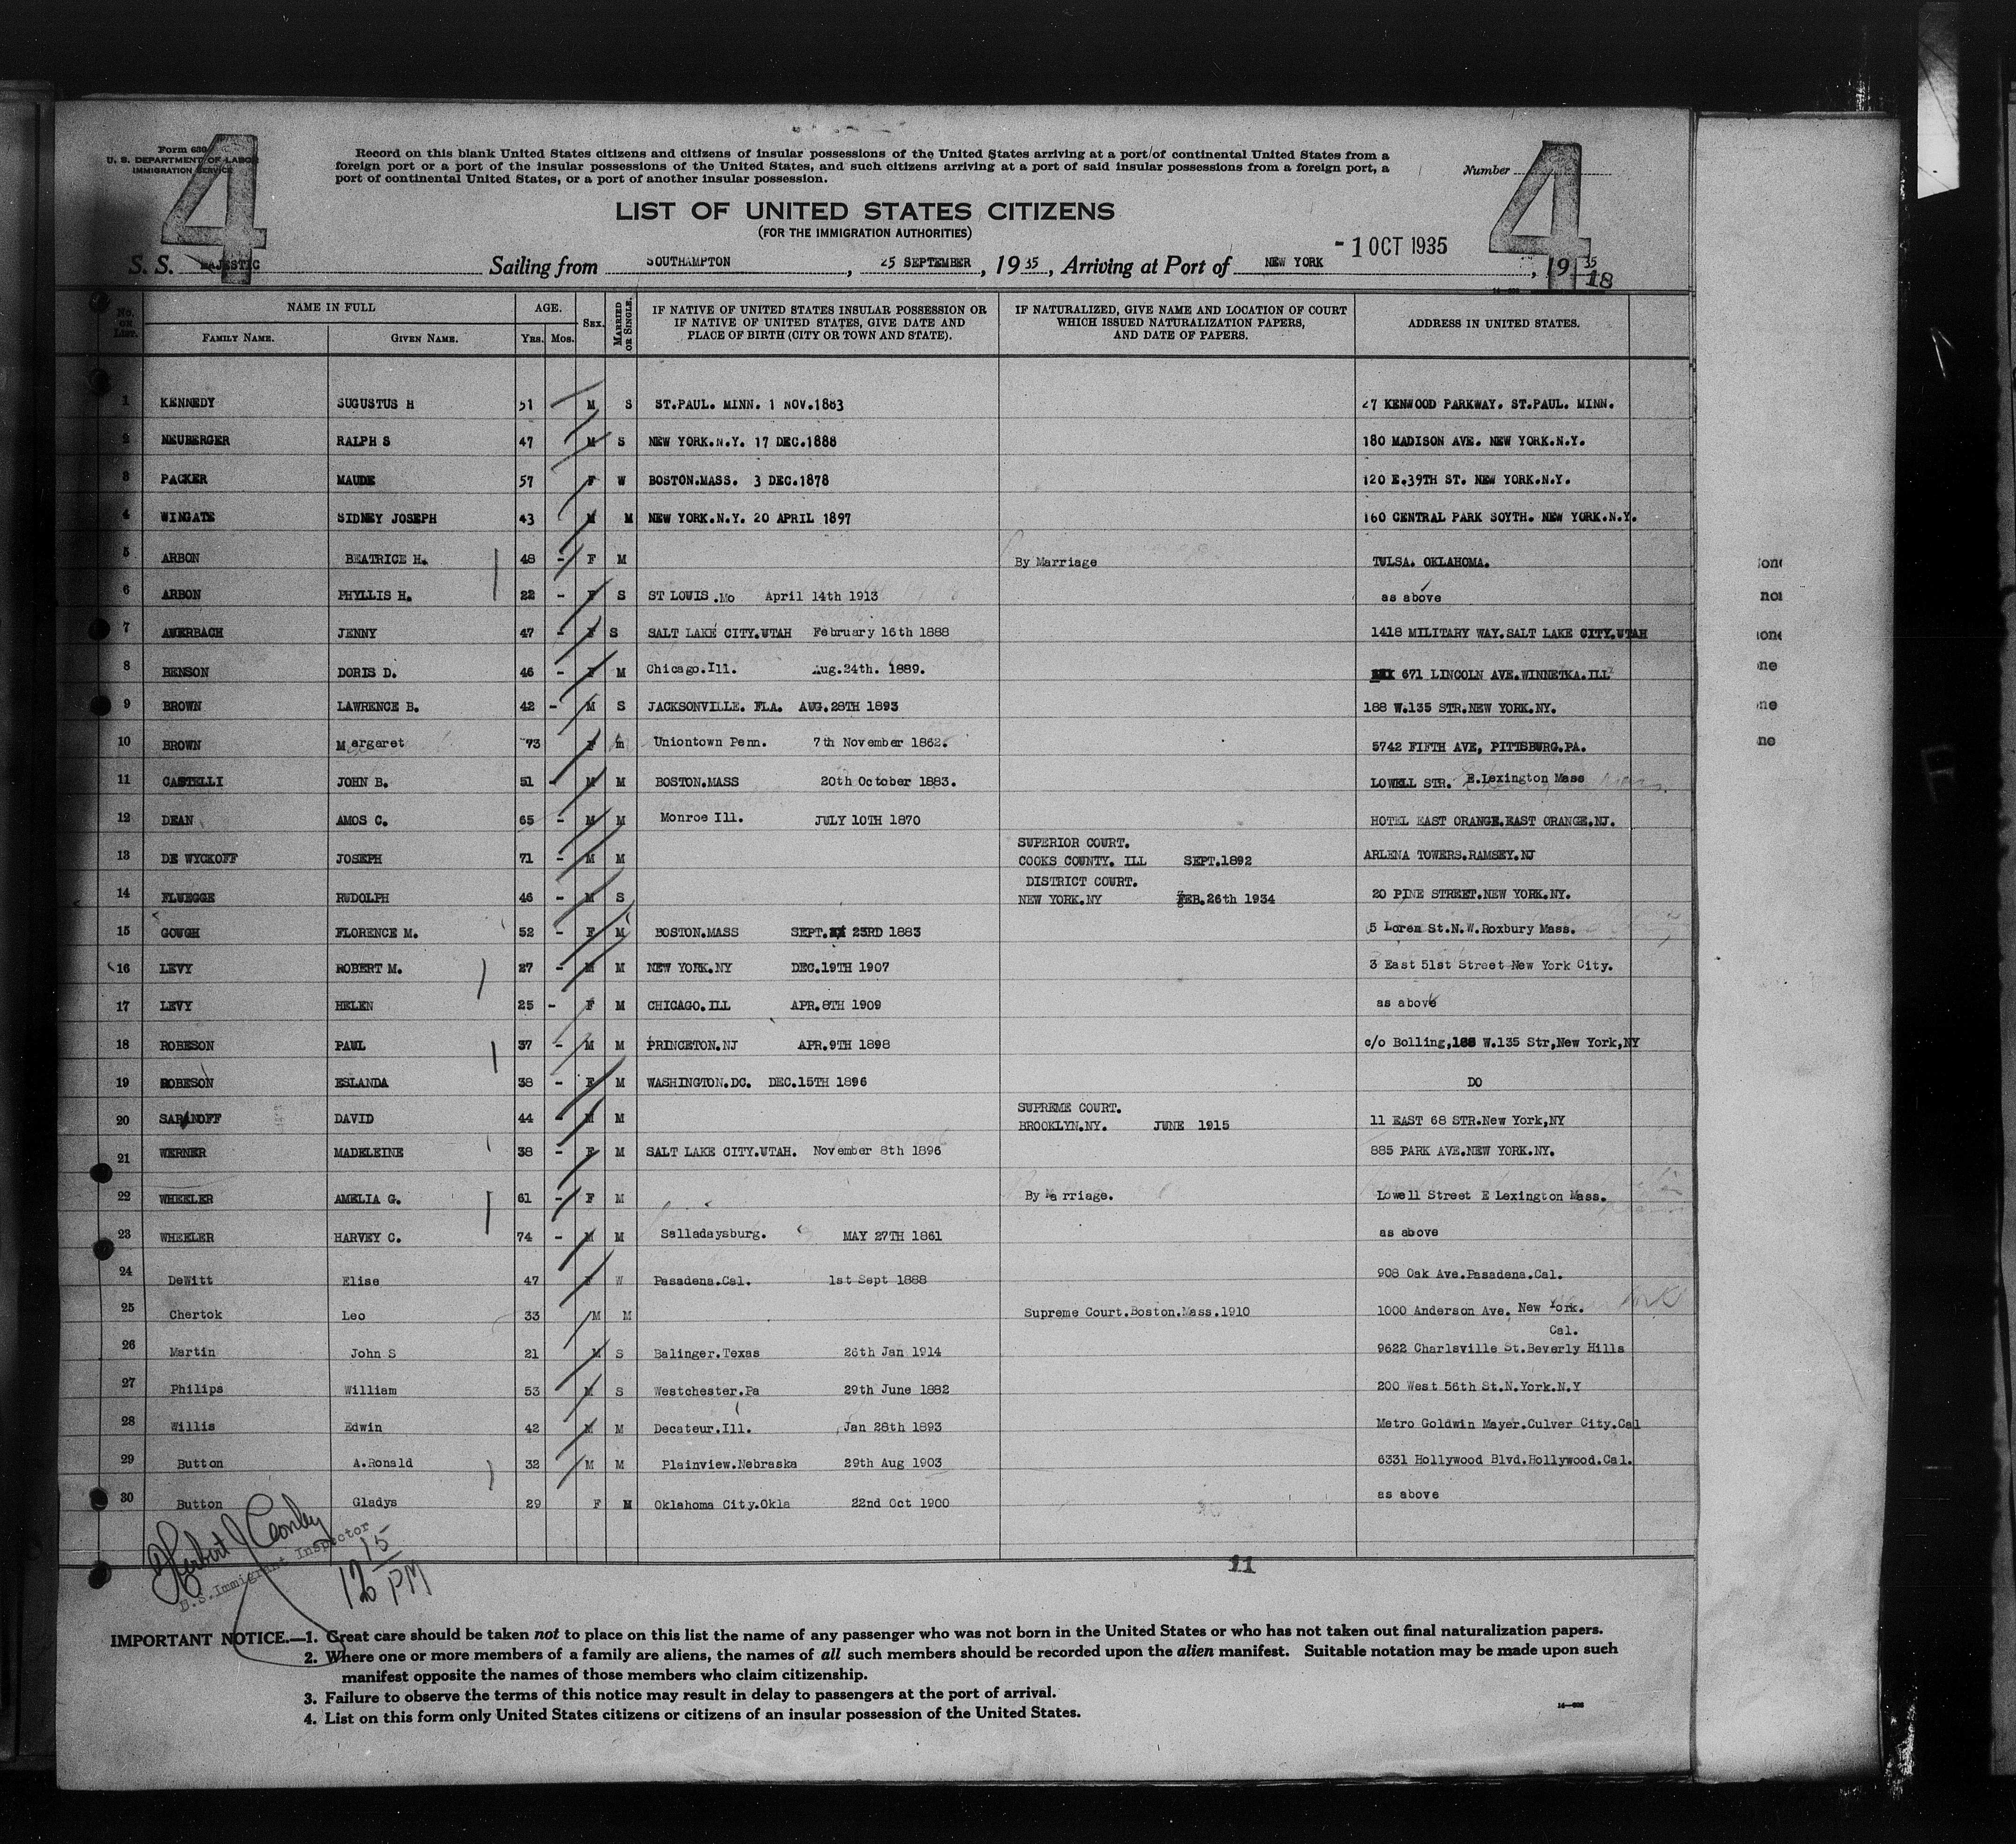 4
4
Form 630
U. S. DEPARTMENT OF LABOR
IMMIGRATION SERVICE
Record on this blank United States citizens and citizens of insular possessions of the United States arriving at a port of continental United States from a
foreign port or a port of the insular possessions of the United States, and such citizens arriving at a port of said insular possessions from a foreign port, a
port of continental United States, or a port of another insular possession.
Number
LIST OF UNITED STATES CITIZENS
(FOR THE IMMIGRATION AUTHORITIES)
S. S. MAJESTIC Sailing from SOUTHAMPTON, 25 SEPTEMBER, 19 35, Arriving at Port of NEW YORK - 1 OCT 1935, 19 35
18
No. on List. NAME IN FULL AGE. Sex. Married or Single. IF NATIVE OF UNITED STATES INSULAR POSSESSION OR IF NATIVE OF UNITED STATES, GIVE DATE AND PLACE OF BIRTH (CITY OR TOWN AND STATE). IF NATURALIZED, GIVE NAME AND LOCATION OF COURT WHICH ISSUED NATURALIZATION PAPERS, AND DATE OF PAPERS. ADDRESS IN UNITED STATES.
Family Name. Given Name. Yrs. Mos.
1 KENNEDY SUGUSTUS H 51 M S ST.PAUL. MINN. 1 NOV.1883 27 KENWOOD PARKWAY. ST.PAUL. MINN.
2 NEUBERGER RALPH S 47 M S NEW YORK.N.Y. 17 DEC.1888 180 MADISON AVE. NEW YORK.N.Y.
3 PACKER MAUDE 57 F W BOSTON.MASS. 3 DEC.1878 120 E.39TH ST. NEW YORK.N.Y.
4 WINGATE SIDNEY JOSEPH 43 M M NEW YORK.N.Y. 20 APRIL 1897 160 CENTRAL PARK SOYTH. NEW YORK.N.Y.
5 ARBON BEATRICE H. 48 - F M By Marriage TULSA. OKLAHOMA.
6 ARBON PHYLLIS H. 22 - F S ST LOUIS.Mo April 14th 1913 as above
7 AUERBACH JENNY 47 - F S SALT LAKE CITY.UTAH February 16th 1888 1418 MILITARY WAY.SALT LAKE CITY.UTAH
8 BENSON DORIS D. 46 - F M Chicago.Ill. Aug.24th. 1889. 671 LINCOLN AVE.WINNETKA.ILL
9 BROWN LAWRENCE B. 42 - M S JACKSONVILLE. FLA. AUG.28TH 1893 188 W.135 STR.NEW YORK.NY.
10 BROWN Margaret 73 F m Uniontown Penn. 7th November 1862. 5742 FIFTH AVE, PITTSBURG.PA.
11 CASTELLI JOHN B. 51 - M M BOSTON.MASS 20th October 1883. LOWELL STR. E.Lexington Mass
12 DEAN AMOS C. 65 - M M Monroe Ill. JULY 10TH 1870 HOTEL EAST ORANGE.EAST ORANGE.NJ.
13 DE WYCKOFF JOSEPH 71 - M M SUPERIOR COURT. COOKS COUNTY. ILL SEPT.1892 ARLENA TOWERS.RAMSEY.NJ
14 FLUEGGE RUDOLPH 46 - M S DISTRICT COURT. NEW YORK.NY FEB.26th 1934 20 PINE STREET.NEW YORK.NY.
15 GOUGH FLORENCE M. 52 - F M BOSTON.MASS SEPT. 23RD 1883 5 Loren St.N.W.Roxbury Mass.
16 LEVY ROBERT M. 27 - M M NEW YORK.NY DEC.19TH 1907 3 East 51st Street New York City.
17 LEVY HELEN 25 - F M CHICAGO.ILL APR.8TH 1909 as above
18 ROBESON PAUL 37 - M M PRINCETON.NJ APR.9TH 1898 c/o Bolling,188 W.135 Str,New York,NY
19 ROBESON ESLANDA 38 - F M WASHINGTON.DC. DEC.15TH 1896 DO
20 SARNOFF DAVID 44 - M M SUPREME COURT. BROOKLYN.NY. JUNE 1915 11 EAST 68 STR.New York,NY
21 WERNER MADELEINE 38 - F M SALT LAKE CITY.UTAH. November 8th 1896 885 PARK AVE.NEW YORK.NY.
22 WHEELER AMELIA G. 61 - F M By Marriage. Lowell Street E Lexington Mass.
23 WHEELER HARVEY C. 74 - M M Salladaysburg. MAY 27TH 1861 as above
24 DeWitt Elise 47 F W Pasadena.Cal. 1st Sept 1888 908 Oak Ave.Pasadena.Cal.
25 Chertok Leo 33 M M Supreme Court.Boston.Mass.1910 1000 Anderson Ave. New York.
26 Martin John S 21 M S Balinger.Texas 26th Jan 1914 9622 Charlsville St.Beverly Hills Cal.
27 Philips William 53 M S Westchester.Pa 29th June 1882 200 West 56th St.N.York.N.Y
28 Willis Edwin 42 M M Decateur.Ill. Jan 28th 1893 Metro Goldwin Mayer.Culver City.Cal
29 Button A.Ronald 32 M M Plainview.Nebraska 29th Aug 1903 6331 Hollywood Blvd.Hollywood.Cal.
30 Button Gladys 29 F M Oklahoma City.Okla 22nd Oct 1900 as above
Herbert J Conley
U.S.Immigrant Inspector
12 15 PM
11
IMPORTANT NOTICE.—1. Great care should be taken not to place on this list the name of any passenger who was not born in the United States or who has not taken out final naturalization papers.
2. Where one or more members of a family are aliens, the names of all such members should be recorded upon the alien manifest. Suitable notation may be made upon such
manifest opposite the names of those members who claim citizenship.
3. Failure to observe the terms of this notice may result in delay to passengers at the port of arrival.
4. List on this form only United States citizens or citizens of an insular possession of the United States.